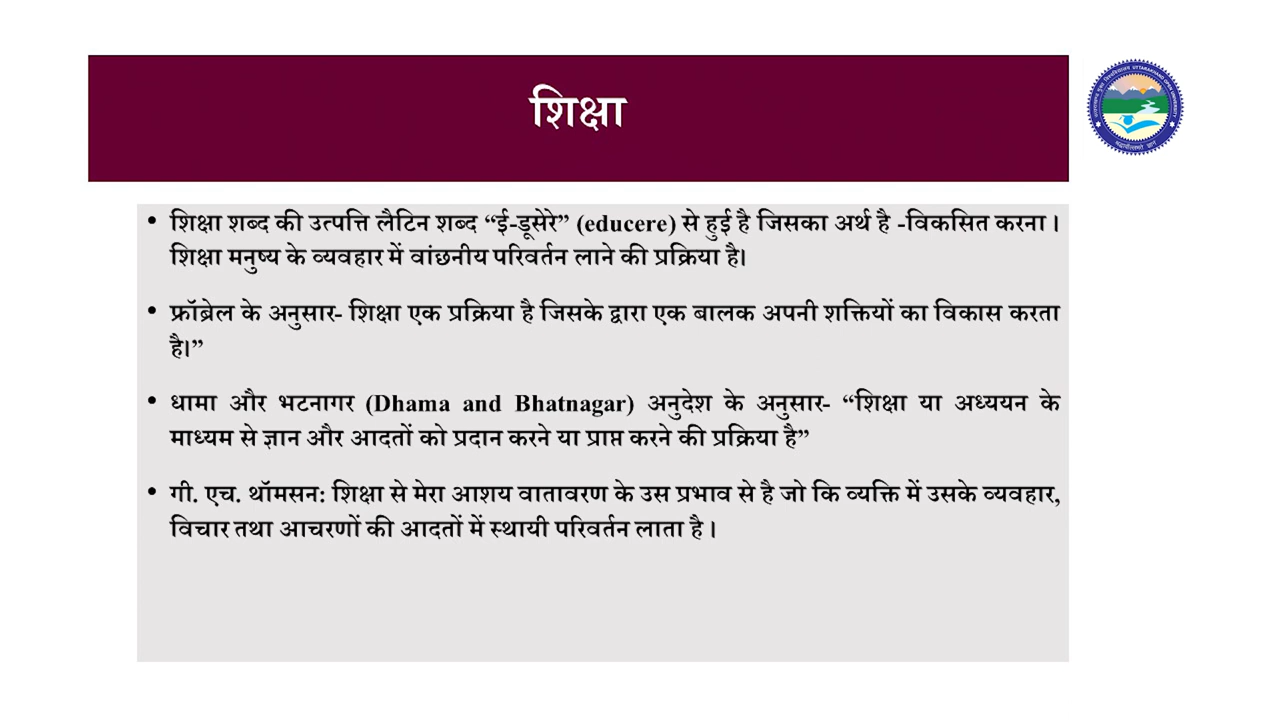 शिक्षा
UTTARAKHAND OPEN UNIVERSITY
• शिक्षा शब्द की उत्पत्ति लैटिन शब्द “ई-डूसेरे” (educere) से हुई है जिसका अर्थ है -विकसित करना ।
शिक्षा मनुष्य के व्यवहार में वांछनीय परिवर्तन लाने की प्रक्रिया है।
• फ्रॉब्रेल के अनुसार- शिक्षा एक प्रक्रिया है जिसके द्वारा एक बालक अपनी शक्तियों का विकास करता
है।”
• धामा और भटनागर (Dhama and Bhatnagar) अनुदेश के अनुसार- “शिक्षा या अध्ययन के
माध्यम से ज्ञान और आदतों को प्रदान करने या प्राप्त करने की प्रक्रिया है”
• गी. एच. थॉमसन: शिक्षा से मेरा आशय वातावरण के उस प्रभाव से है जो कि व्यक्ति में उसके व्यवहार,
विचार तथा आचरणों की आदतों में स्थायी परिवर्तन लाता है ।